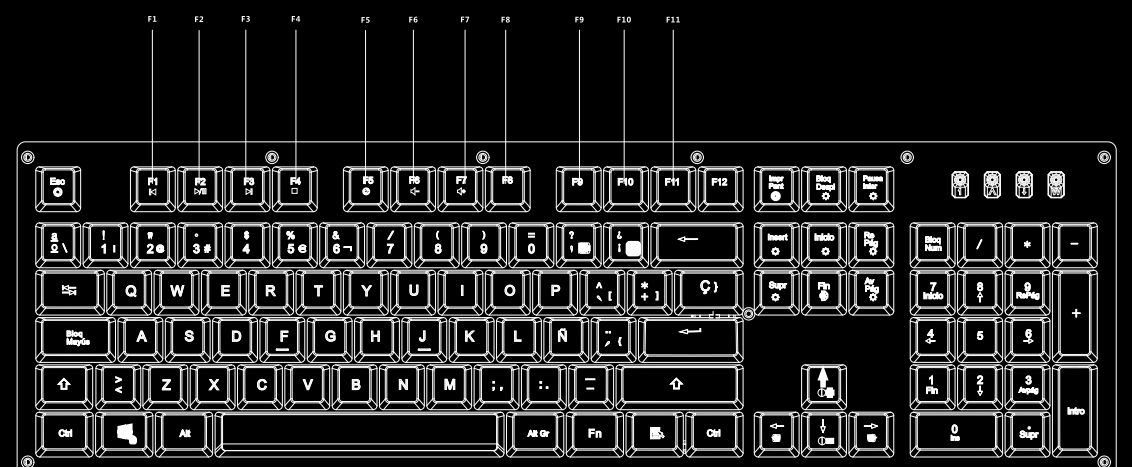 F1 F2 F3 F4 F5 F6 F7 F8 F9 F10 F11
Esc F1 F2 F3 F4 F5 F6 F7 F8 F9 F10 F11 F12
Impr Pant
Bloq Despl
Pausa Inter
ª º \
! 1 |
" 2 @
· 3 #
$ 4
% 5 €
& 6 ¬
/ 7
( 8
) 9
= 0
? '
¿ ¡
←
Insert
Inicio
Re Pág
Bloq Num
/
*
-
Q W E R T Y U I O P
^ ` [
* + ]
Ç }
Supr
Fin
Av Pág
7 Inicio
8 ↑
9 RePág
+
Bloq Mayús
A S D F G H J K L Ñ
¨ ´ {
4 ←
5
6 →
> <
Z X C V B N M
; ,
: .
_ -
1 Fin
2 ↓
3 Avpág
Intro
Ctrl
Alt
Alt Gr
Fn
Ctrl
← ↓ →
0 Ins
. Supr